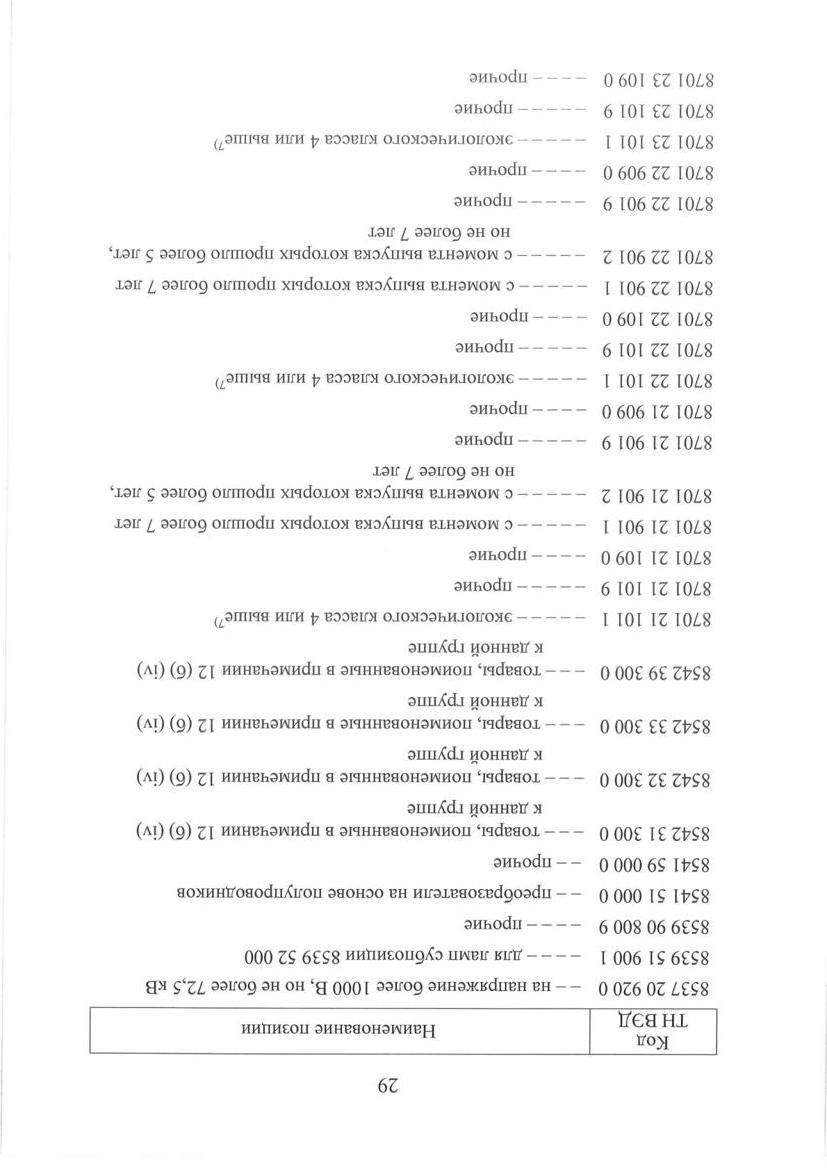 29
Код
ТН ВЭД
Наименование позиции
8537 20 920 0 – – на напряжение более 1000 В, но не более 72,5 кВ
8539 51 900 1 – – – – для ламп субпозиции 8539 52 000
8539 90 800 9 – – – – прочие
8541 51 000 0 – – преобразователи на основе полупроводников
8541 59 000 0 – – прочие
8542 31 300 0 – – – товары, поименованные в примечании 12 (б) (iv)
к данной группе
8542 32 300 0 – – – товары, поименованные в примечании 12 (б) (iv)
к данной группе
8542 33 300 0 – – – товары, поименованные в примечании 12 (б) (iv)
к данной группе
8542 39 300 0 – – – товары, поименованные в примечании 12 (б) (iv)
к данной группе
8701 21 101 1 – – – – – экологического класса 4 или выше7)
8701 21 101 9 – – – – – прочие
8701 21 109 0 – – – – прочие
8701 21 901 1 – – – – – с момента выпуска которых прошло более 7 лет
8701 21 901 2 – – – – – с момента выпуска которых прошло более 5 лет,
но не более 7 лет
8701 21 901 9 – – – – – прочие
8701 21 909 0 – – – – прочие
8701 22 101 1 – – – – – экологического класса 4 или выше7)
8701 22 101 9 – – – – – прочие
8701 22 109 0 – – – – прочие
8701 22 901 1 – – – – – с момента выпуска которых прошло более 7 лет
8701 22 901 2 – – – – – с момента выпуска которых прошло более 5 лет,
но не более 7 лет
8701 22 901 9 – – – – – прочие
8701 22 909 0 – – – – прочие
8701 23 101 1 – – – – – экологического класса 4 или выше7)
8701 23 101 9 – – – – – прочие
8701 23 109 0 – – – – прочие